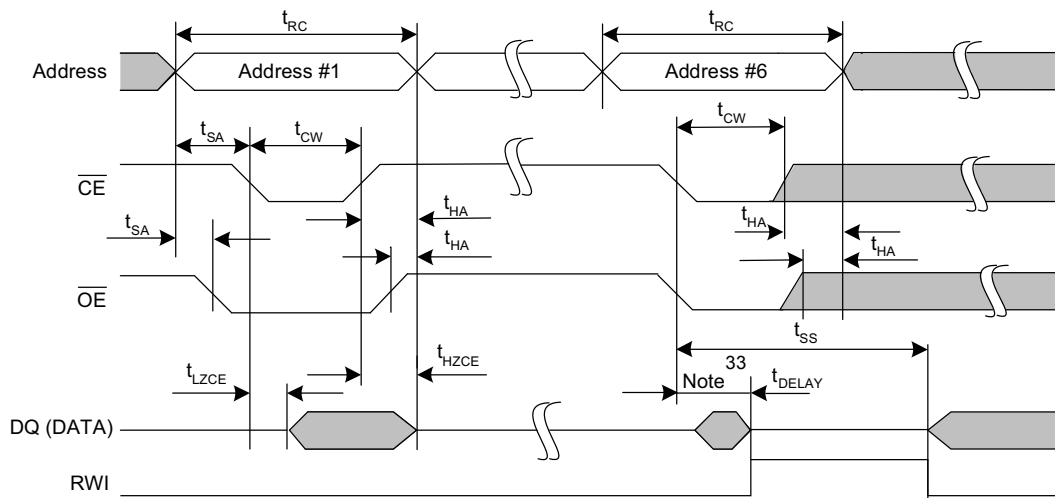 tRC tRC
Address Address #1 Address #6
tSA tCW tCW
CE
tHA tHA
tSA tHA tHA
OE
tSS
33
tHZCE
tLZCE Note tDELAY
DQ (DATA)
RWI